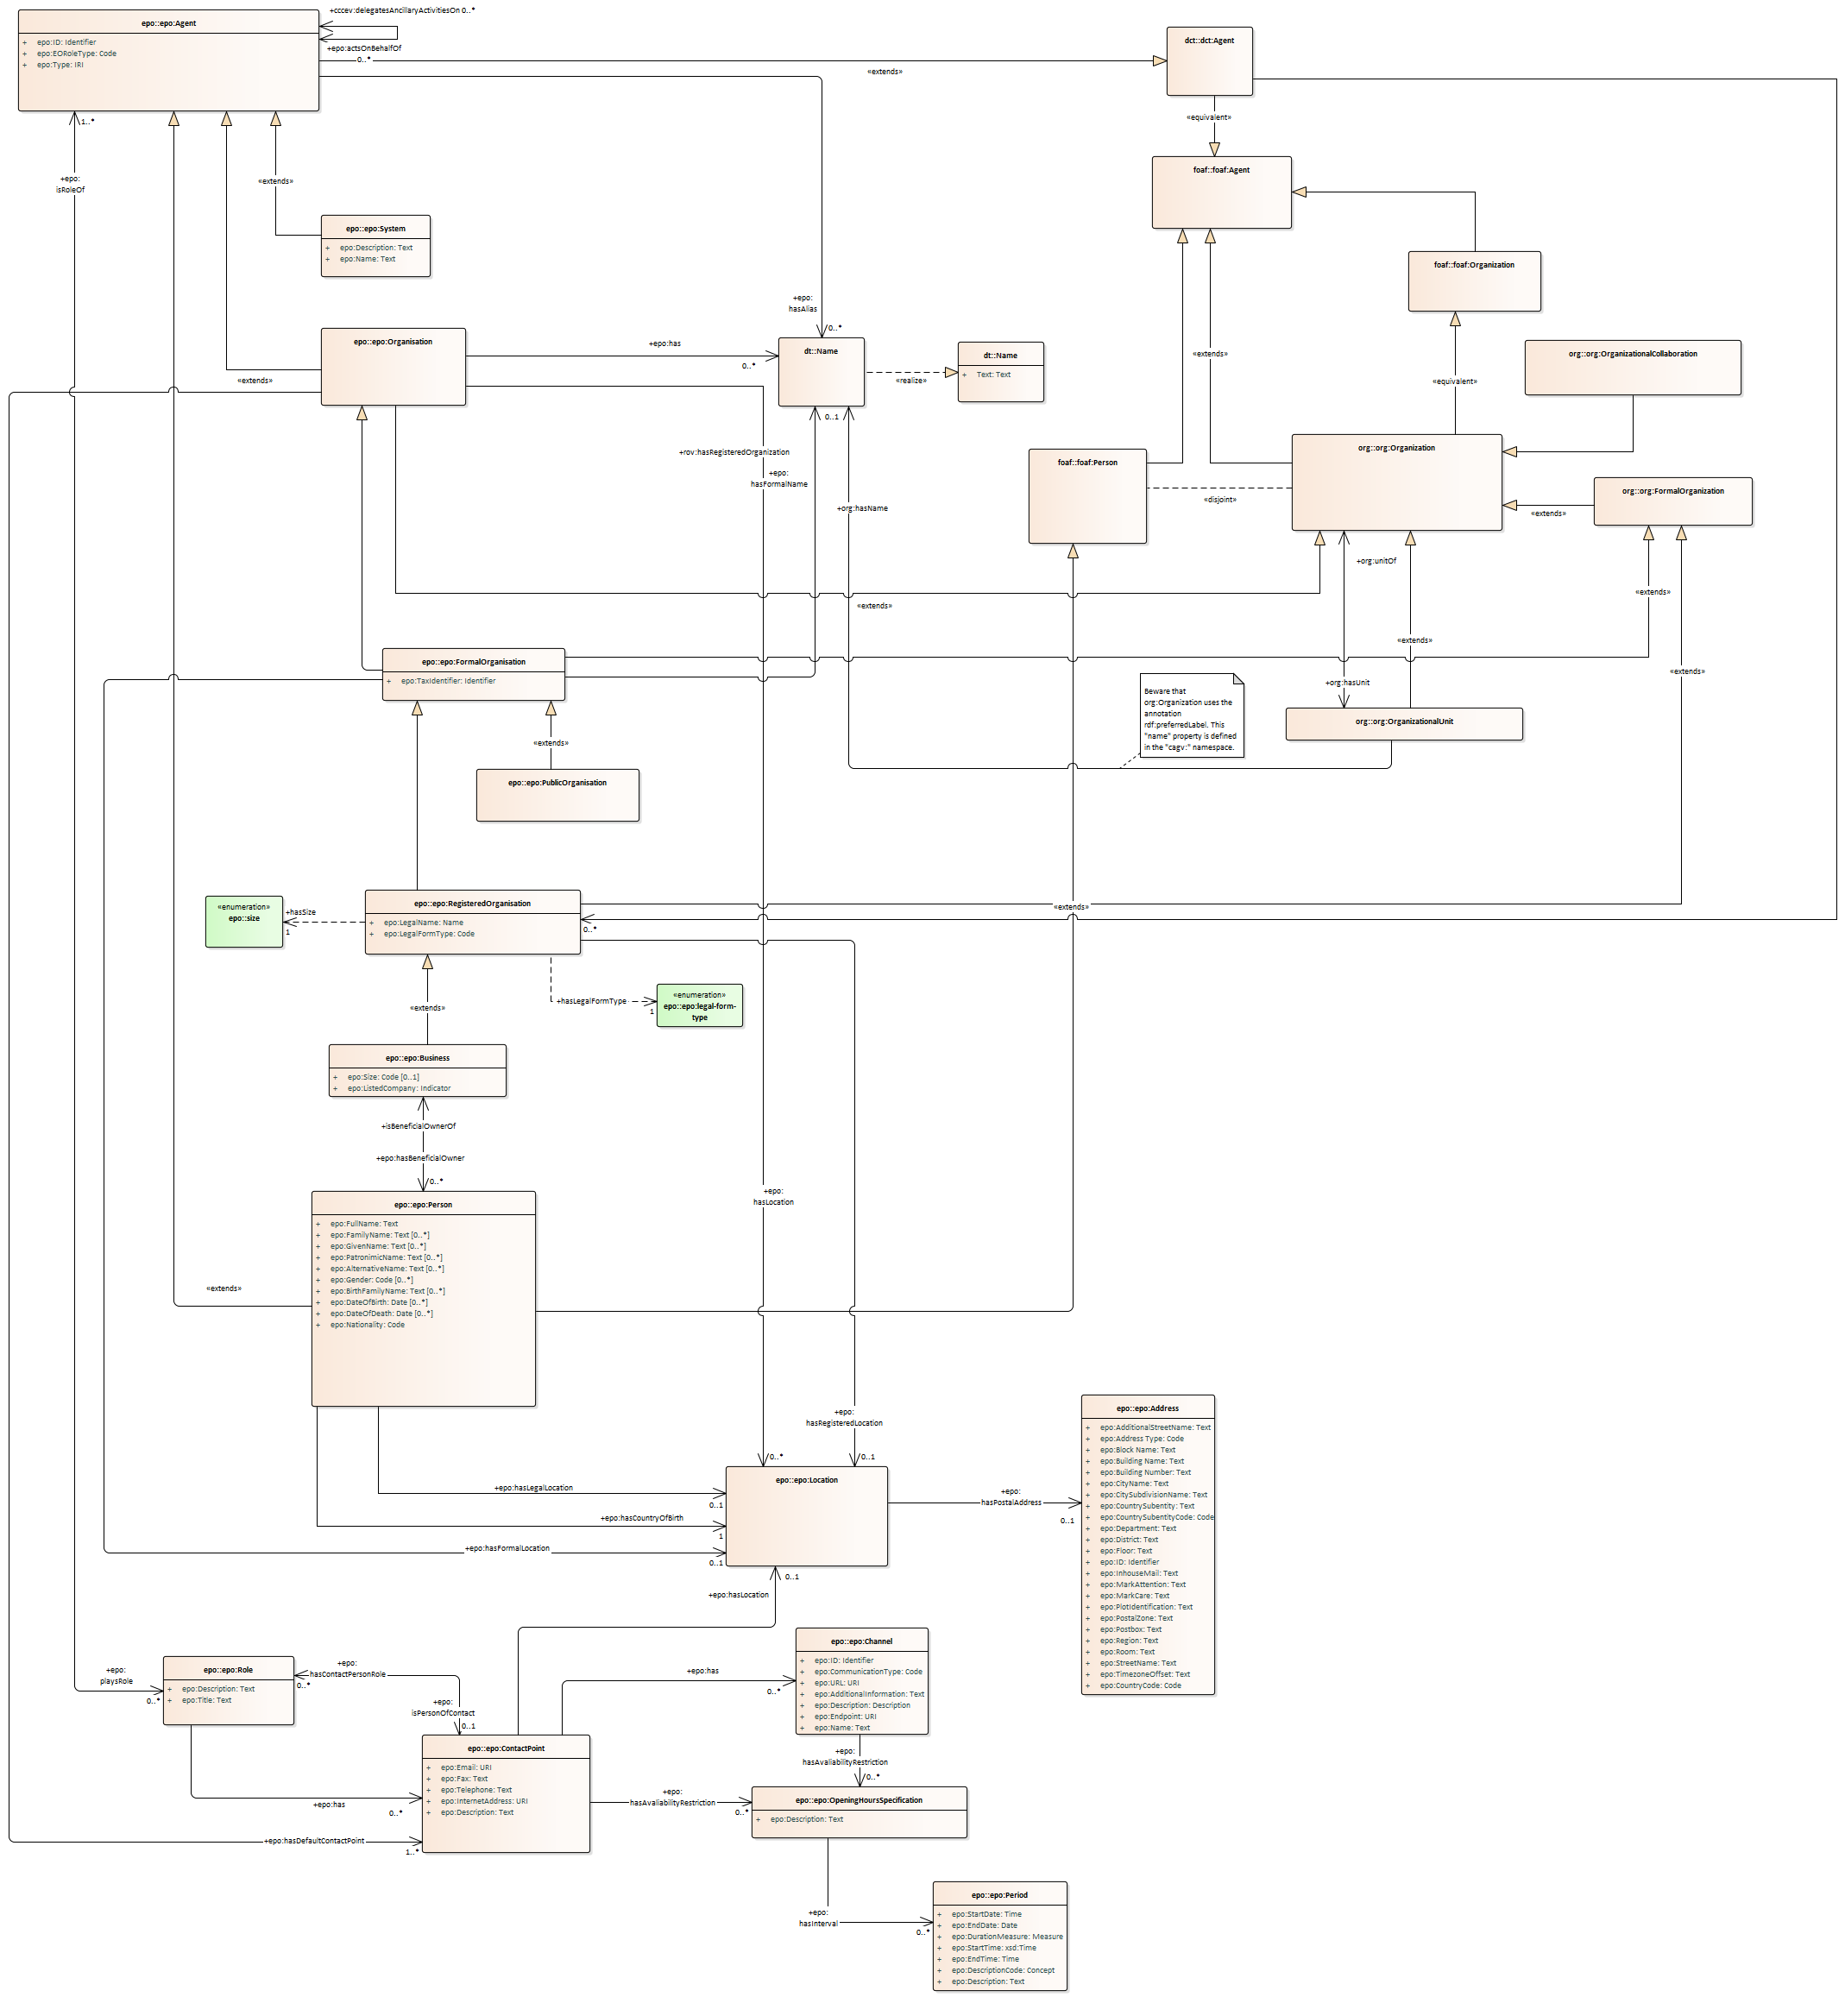 +cccev:delegatesAncillaryActivitiesOn 0..*
epo::epo:Agent
+ epo:ID: Identifier
+ epo:EORoleType: Code
+ epo:Type: IRI
+epo:actsOnBehalfOf
0..*
«extends»
dct::dct:Agent
«equivalent»
foaf::foaf:Agent
1..*
+epo:
isRoleOf
«extends»
epo::epo:System
+ epo:Description: Text
+ epo:Name: Text
foaf::foaf:Organization
+epo:
hasAlias
0..*
epo::epo:Organisation
+epo:has
0..*
dt::Name
«realize»
dt::Name
+ Text: Text
«extends»
«extends»
«equivalent»
org::org:OrganizationalCollaboration
0..1
+rov:hasRegisteredOrganization
+epo:
hasFormalName
+org:hasName
foaf::foaf:Person
«disjoint»
org::org:Organization
org::org:FormalOrganization
«extends»
+org:unitOf
«extends»
«extends»
«extends»
«extends»
+org:hasUnit
epo::epo:FormalOrganisation
+ epo:TaxIdentifier: Identifier
Beware that
org:Organization uses the
annotation
rdf:preferredLabel. This
"name" property is defined
in the "cagv:" namespace.
org::org:OrganizationalUnit
«extends»
epo::epo:PublicOrganisation
«enumeration»
epo::size
+hasSize
1
epo::epo:RegisteredOrganisation
+ epo:LegalName: Name
+ epo:LegalFormType: Code
0..*
«extends»
«extends»
+hasLegalFormType
1
«enumeration»
epo::epo:legal-form-
type
epo::epo:Business
+ epo:Size: Code [0..1]
+ epo:ListedCompany: Indicator
+isBeneficialOwnerOf
+epo:hasBeneficialOwner
0..*
epo::epo:Person
+ epo:FullName: Text
+ epo:FamilyName: Text [0..*]
+ epo:GivenName: Text [0..*]
+ epo:PatronimicName: Text [0..*]
+ epo:AlternativeName: Text [0..*]
+ epo:Gender: Code [0..*]
+ epo:BirthFamilyName: Text [0..*]
+ epo:DateOfBirth: Date [0..*]
+ epo:DateOfDeath: Date [0..*]
+ epo:Nationality: Code
«extends»
+epo:
hasLocation
+epo:
hasRegisteredLocation
0..*
0..1
epo::epo:Location
+epo:hasLegalLocation
0..1
+epo:hasCountryOfBirth
1
+epo:hasFormalLocation
0..1
+epo:
hasPostalAddress
0..1
epo::epo:Address
+ epo:AdditionalStreetName: Text
+ epo:Address Type: Code
+ epo:Block Name: Text
+ epo:Building Name: Text
+ epo:Building Number: Text
+ epo:CityName: Text
+ epo:CitySubdivisionName: Text
+ epo:CountrySubentity: Text
+ epo:CountrySubentityCode: Code
+ epo:Department: Text
+ epo:District: Text
+ epo:Floor: Text
+ epo:ID: Identifier
+ epo:InhouseMail: Text
+ epo:MarkAttention: Text
+ epo:MarkCare: Text
+ epo:PlotIdentification: Text
+ epo:PostalZone: Text
+ epo:Postbox: Text
+ epo:Region: Text
+ epo:Room: Text
+ epo:StreetName: Text
+ epo:TimezoneOffset: Text
+ epo:CountryCode: Code
0..1
+epo:hasLocation
epo::epo:Channel
+ epo:ID: Identifier
+ epo:CommunicationType: Code
+ epo:URL: URI
+ epo:AdditionalInformation: Text
+ epo:Description: Description
+ epo:Endpoint: URI
+ epo:Name: Text
+epo:has
0..*
+epo:
playsRole
0..*
epo::epo:Role
+ epo:Description: Text
+ epo:Title: Text
+epo:
hasContactPersonRole
0..*
+epo:
isPersonOfContact
0..1
epo::epo:ContactPoint
+ epo:Email: URI
+ epo:Fax: Text
+ epo:Telephone: Text
+ epo:InternetAddress: URI
+ epo:Description: Text
+epo:
hasAvaliabilityRestriction
0..*
+epo:
hasAvaliabilityRestriction
0..*
epo::epo:OpeningHoursSpecification
+ epo:Description: Text
+epo:has
0..*
+epo:hasDefaultContactPoint
1..*
+epo:
hasInterval
0..*
epo::epo:Period
+ epo:StartDate: Time
+ epo:EndDate: Date
+ epo:DurationMeasure: Measure
+ epo:StartTime: xsd:Time
+ epo:EndTime: Time
+ epo:DescriptionCode: Concept
+ epo:Description: Text